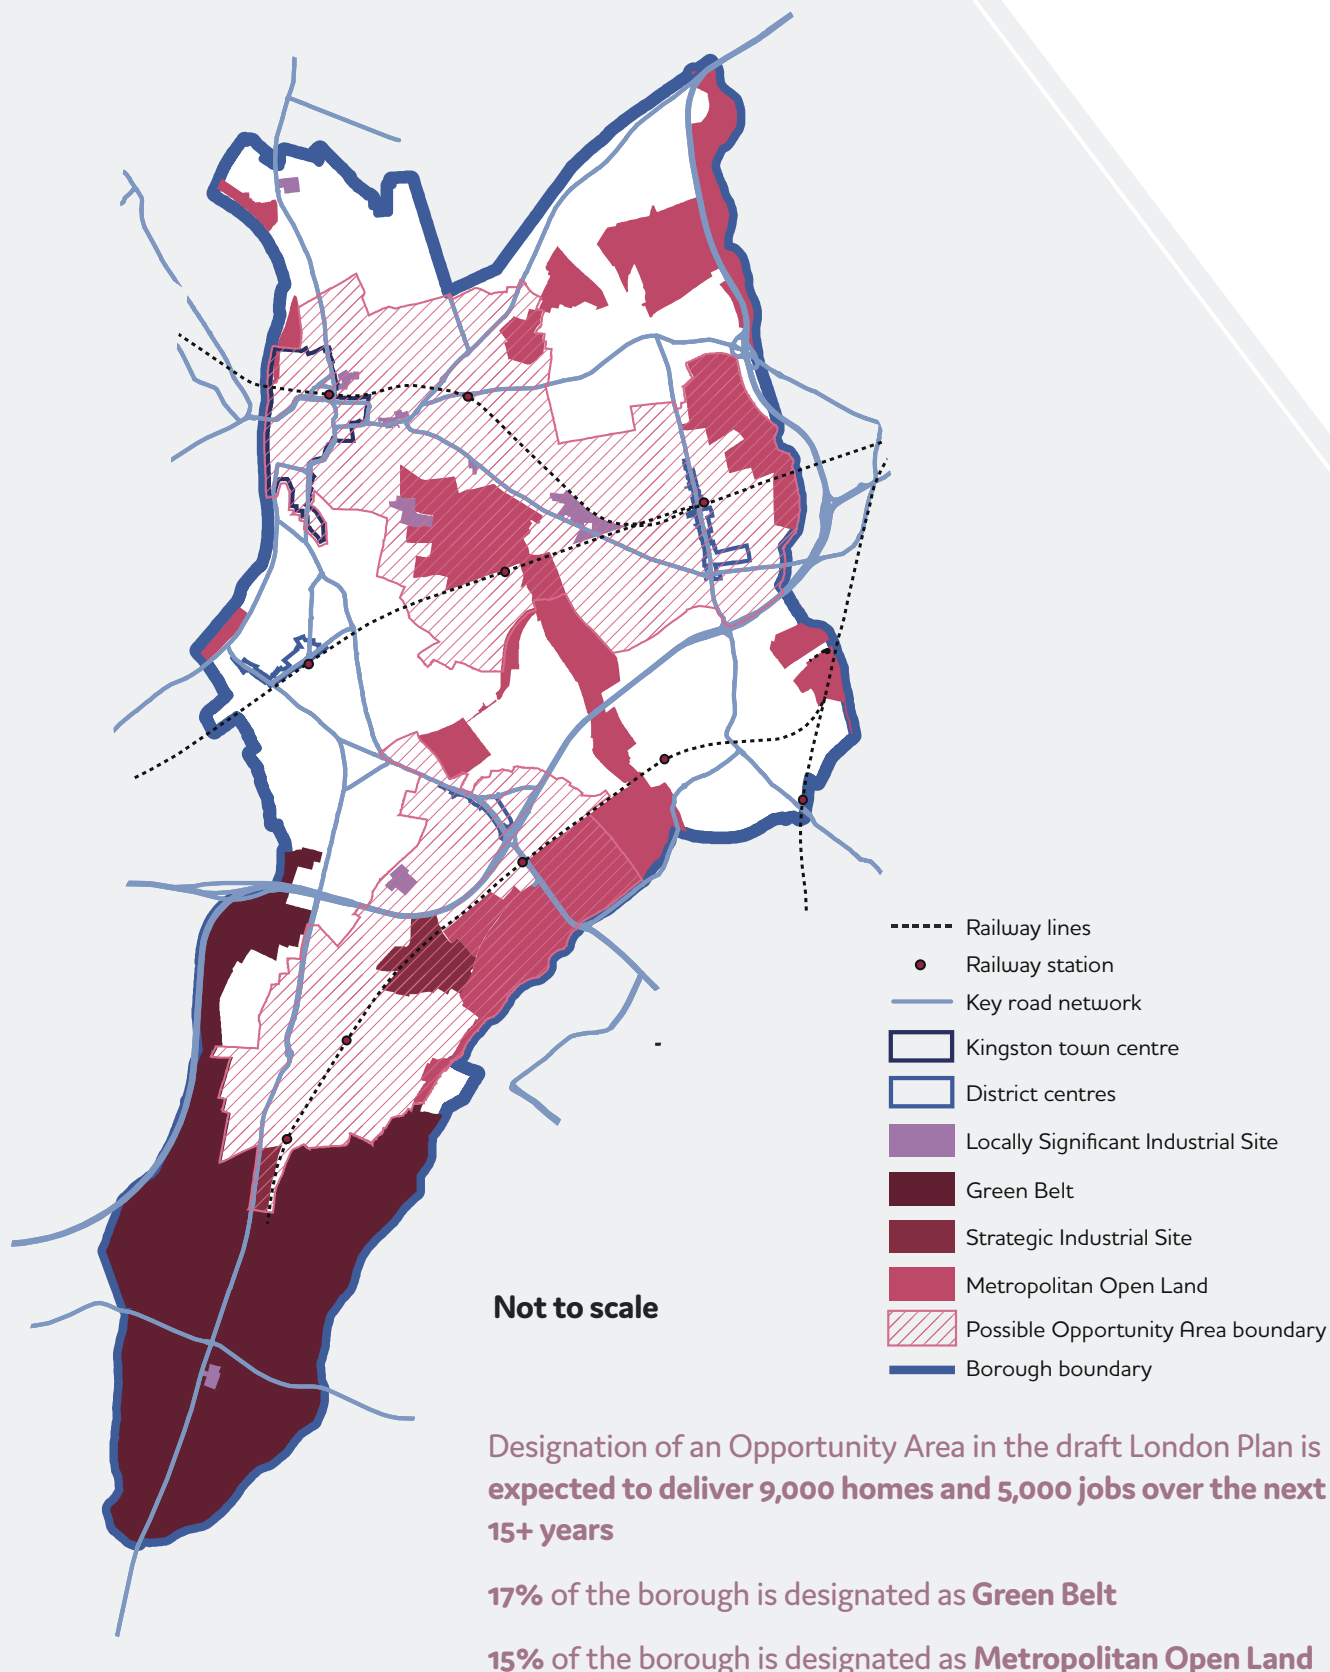 Railway lines
Railway station
Key road network
Kingston town centre
District centres
Locally Significant Industrial Site
Green Belt
Strategic Industrial Site
Metropolitan Open Land
Possible Opportunity Area boundary
Borough boundary
Not to scale
Designation of an Opportunity Area in the draft London Plan is
expected to deliver 9,000 homes and 5,000 jobs over the next
15+ years
17% of the borough is designated as Green Belt
15% of the borough is designated as Metropolitan Open Land